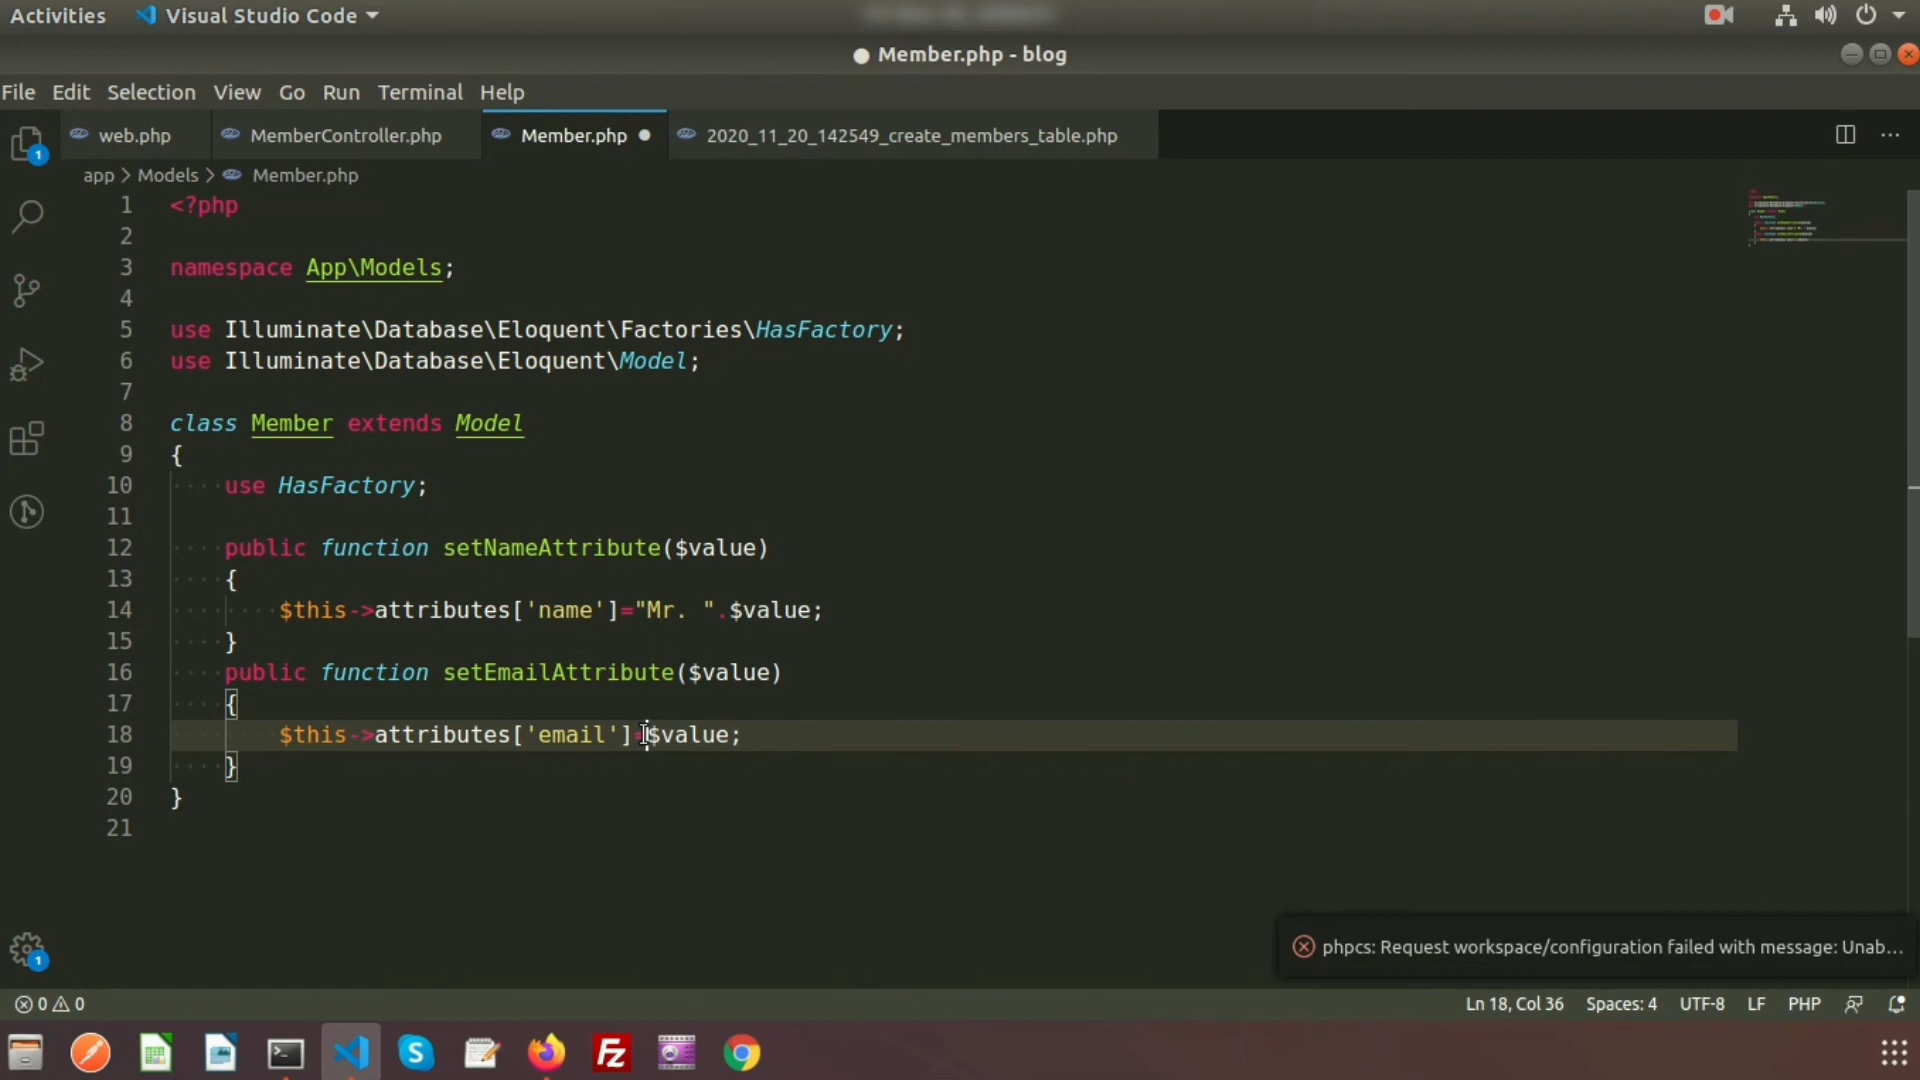 Activities Visual Studio Code
Member.php - blog
File Edit Selection View Go Run Terminal Help
web.php MemberController.php Member.php 2020_11_20_142549_create_members_table.php ...
1
app > Models > Member.php
1 <?php
2
3 namespace App\Models;
4
5 use Illuminate\Database\Eloquent\Factories\HasFactory;
6 use Illuminate\Database\Eloquent\Model;
7
8 class Member extends Model
9 {
10 use HasFactory;
11
12 public function setNameAttribute($value)
13 {
14 $this->attributes['name']="Mr. ".$value;
15 }
16 public function setEmailAttribute($value)
17 {
18 $this->attributes['email']=$value;
19 }
20 }
21
phpcs: Request workspace/configuration failed with message: Unab...
1
0 0 Ln 18, Col 36 Spaces: 4 UTF-8 LF PHP
S Fz